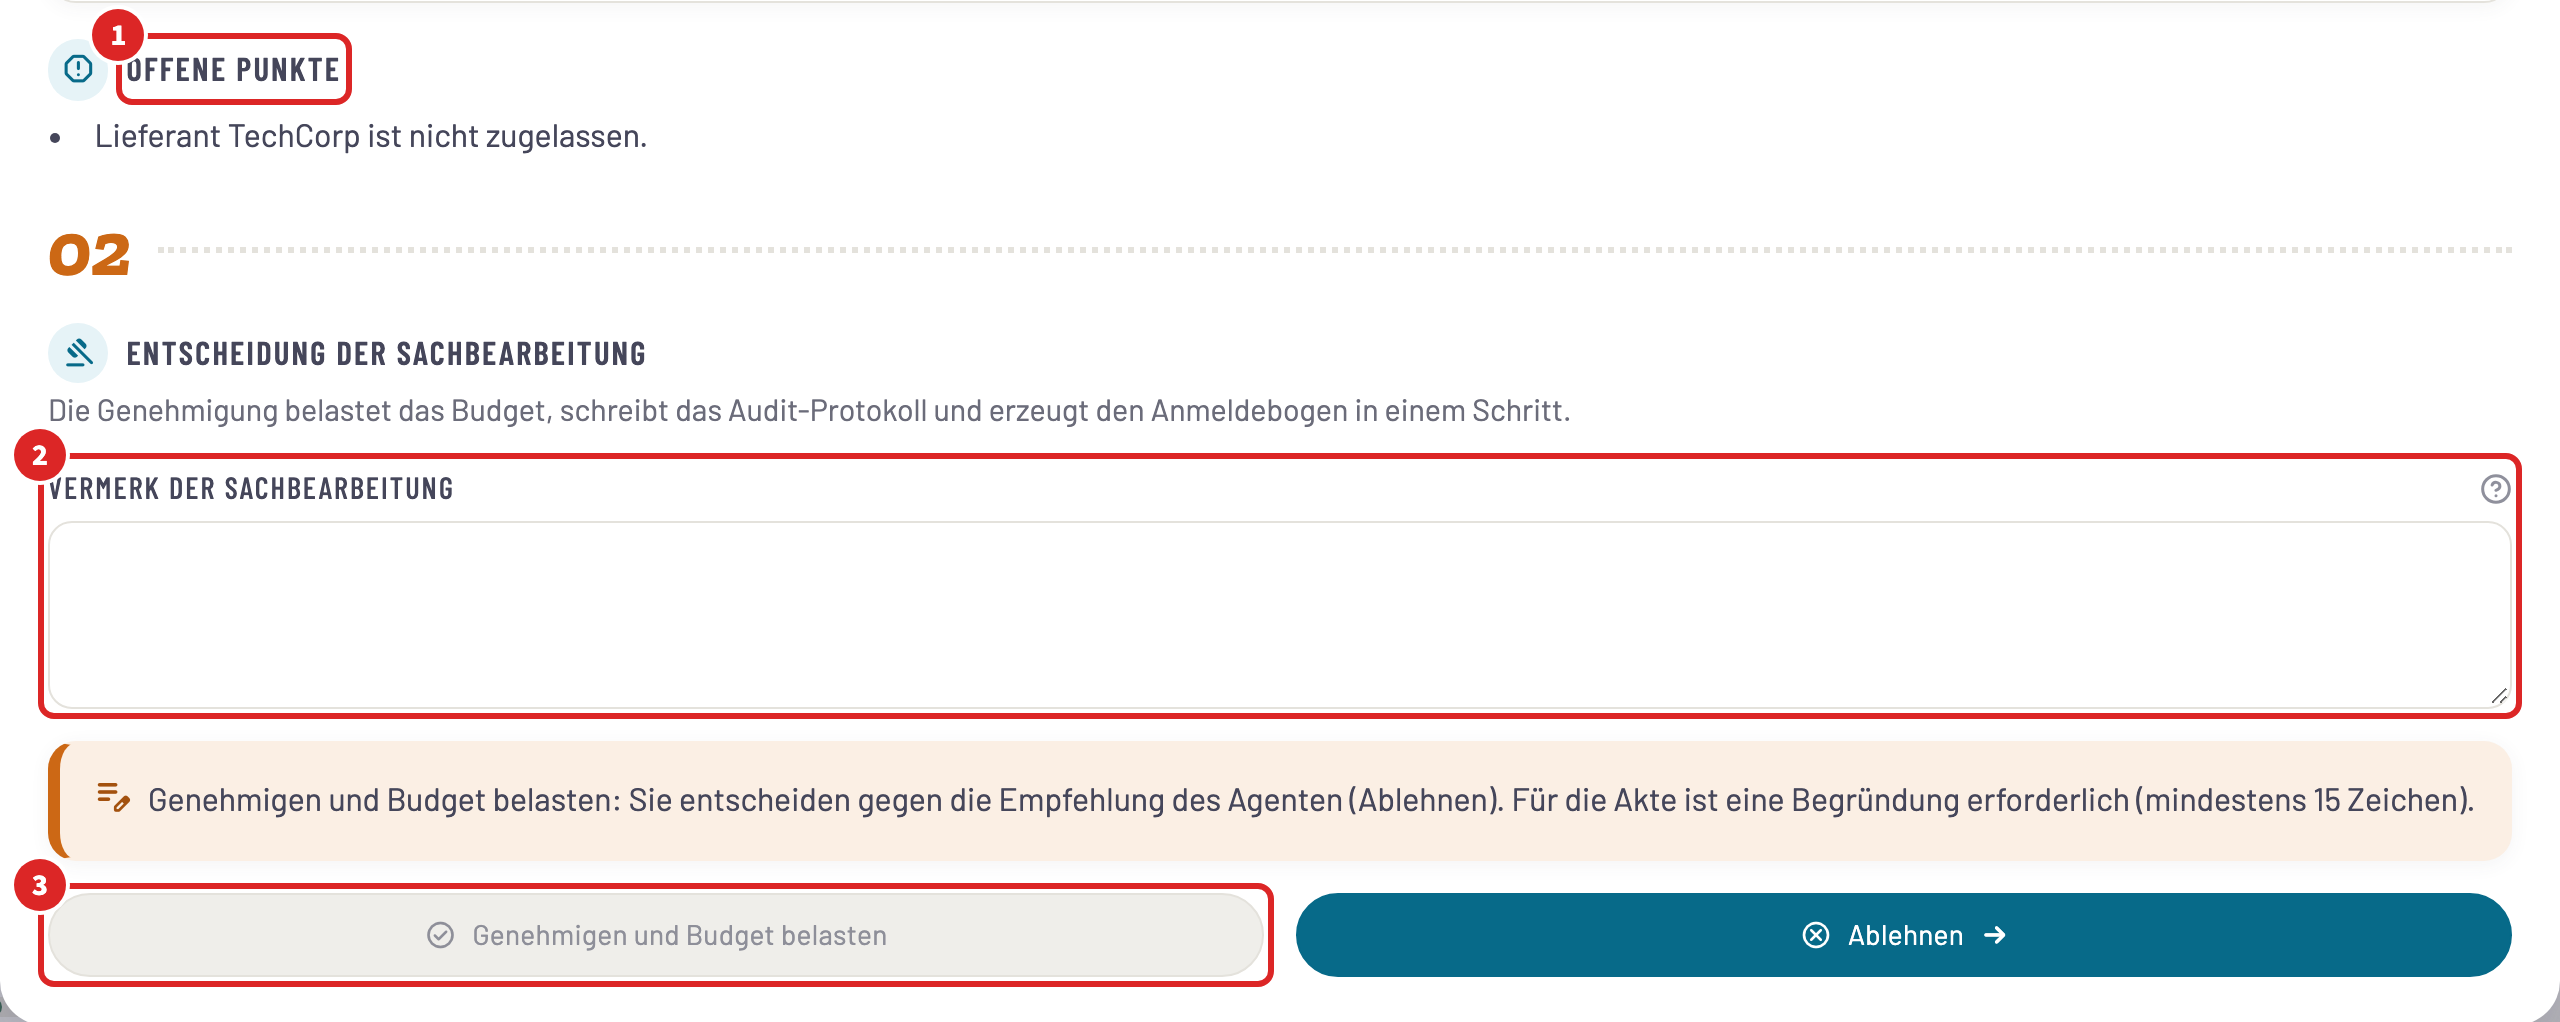 1
OFFENE PUNKTE
• Lieferant TechCorp ist nicht zugelassen.
02
ENTSCHEIDUNG DER SACHBEARBEITUNG
Die Genehmigung belastet das Budget, schreibt das Audit-Protokoll und erzeugt den Anmeldebogen in einem Schritt.
2
VERMERK DER SACHBEARBEITUNG
Genehmigen und Budget belasten: Sie entscheiden gegen die Empfehlung des Agenten (Ablehnen). Für die Akte ist eine Begründung erforderlich (mindestens 15 Zeichen).
3
Genehmigen und Budget belasten
Ablehnen →